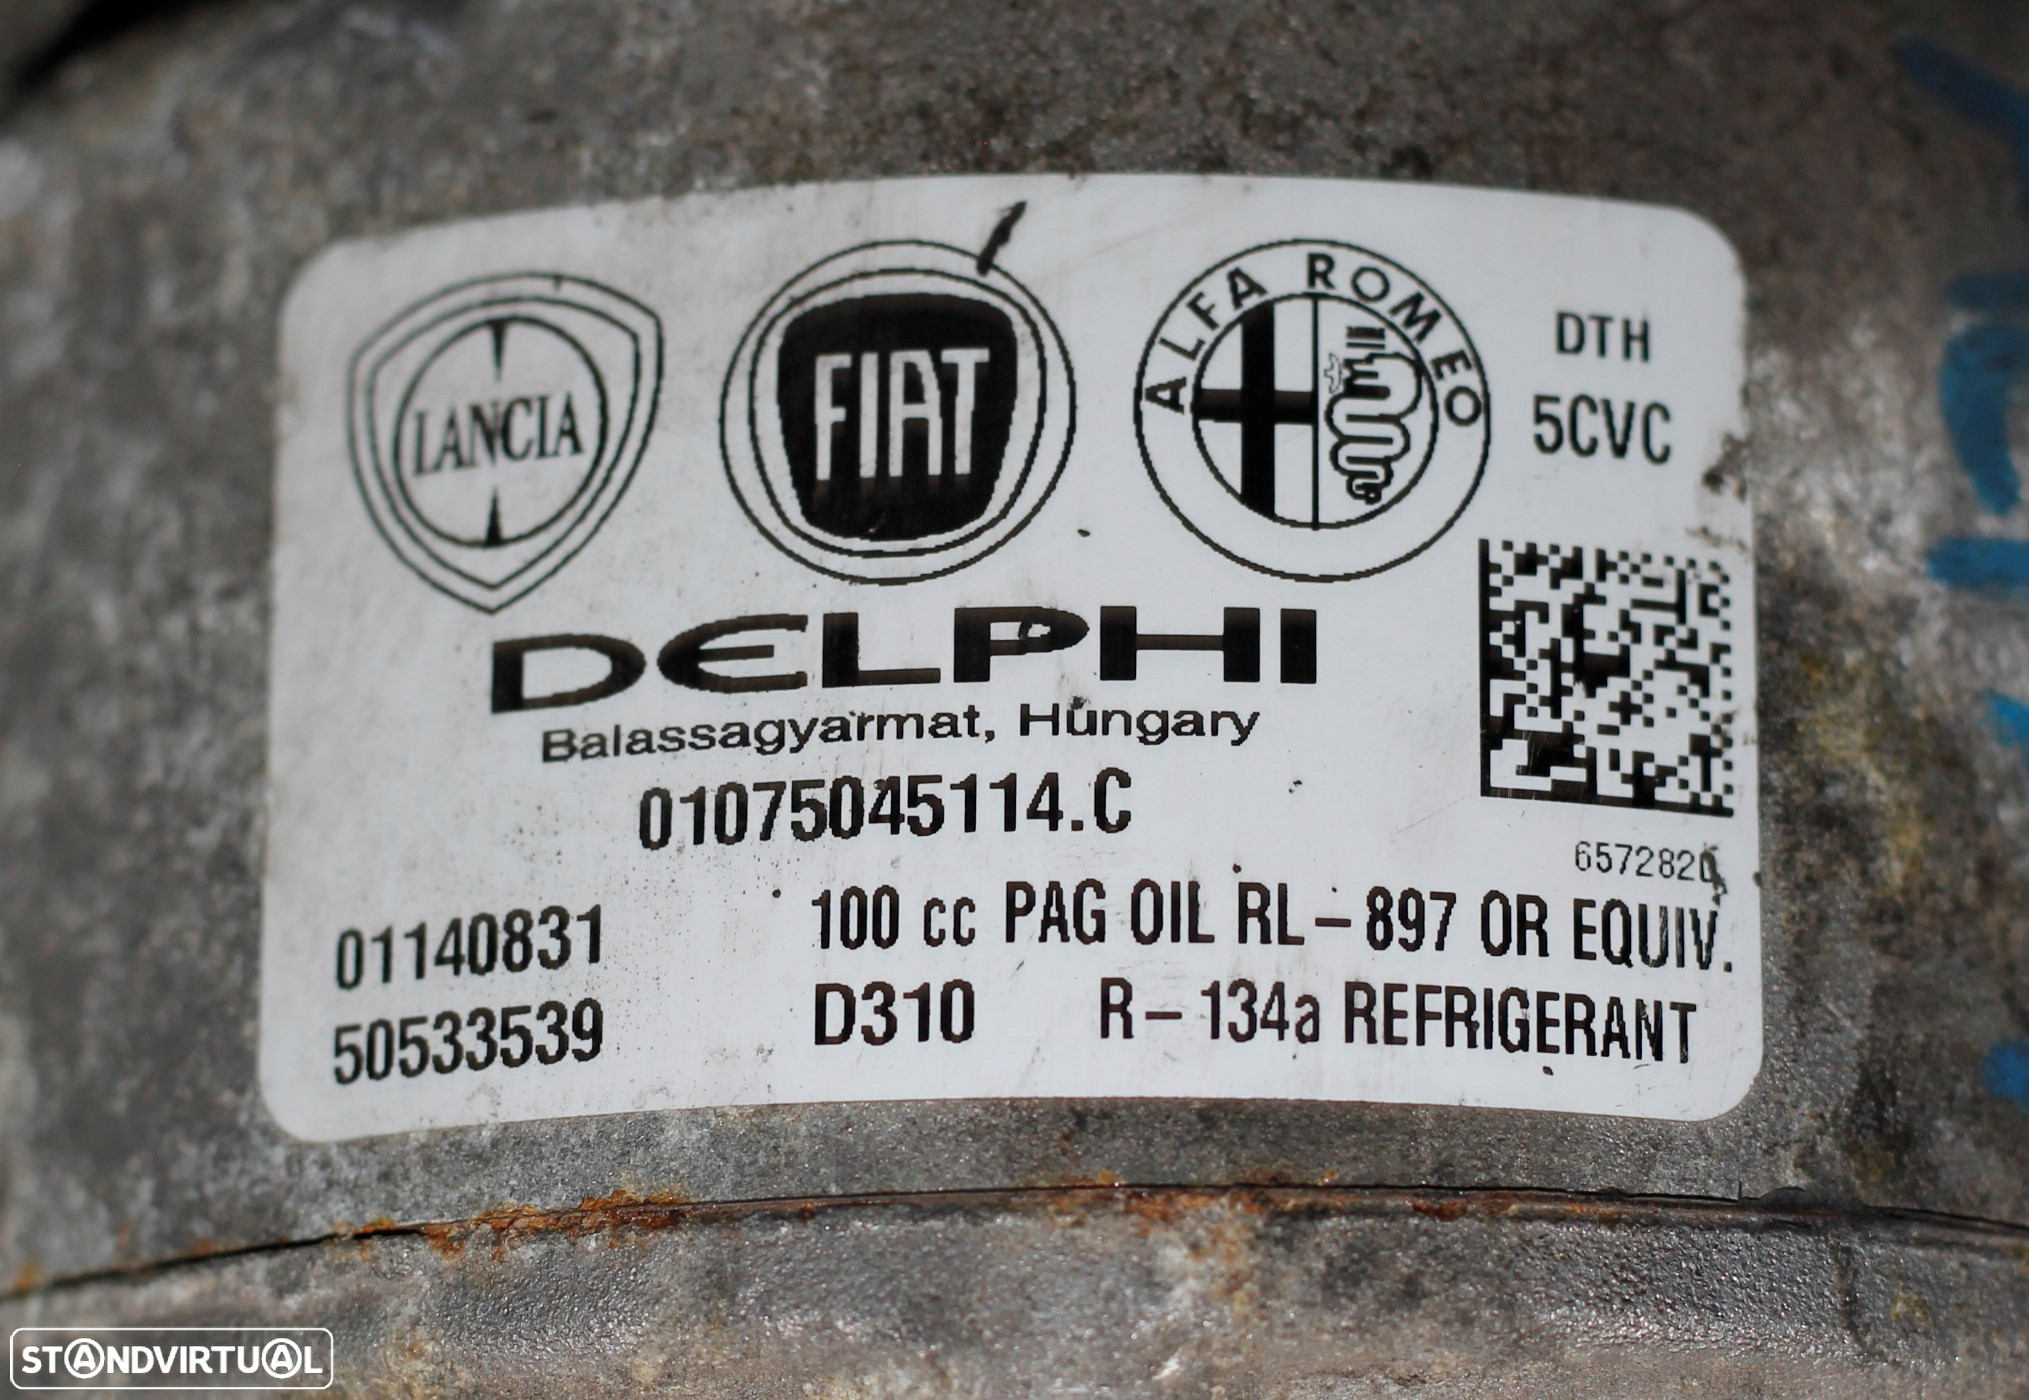 LANCIA
FIAT
ALFA ROMEO
DTH
5CVC
DELPHI
Balassagyarmat, Hungary
01075045114.C
6572820
01140831
100 cc PAG OIL RL-897 OR EQUIV.
50533539
D310
R-134a REFRIGERANT
STANDVIRTUAL